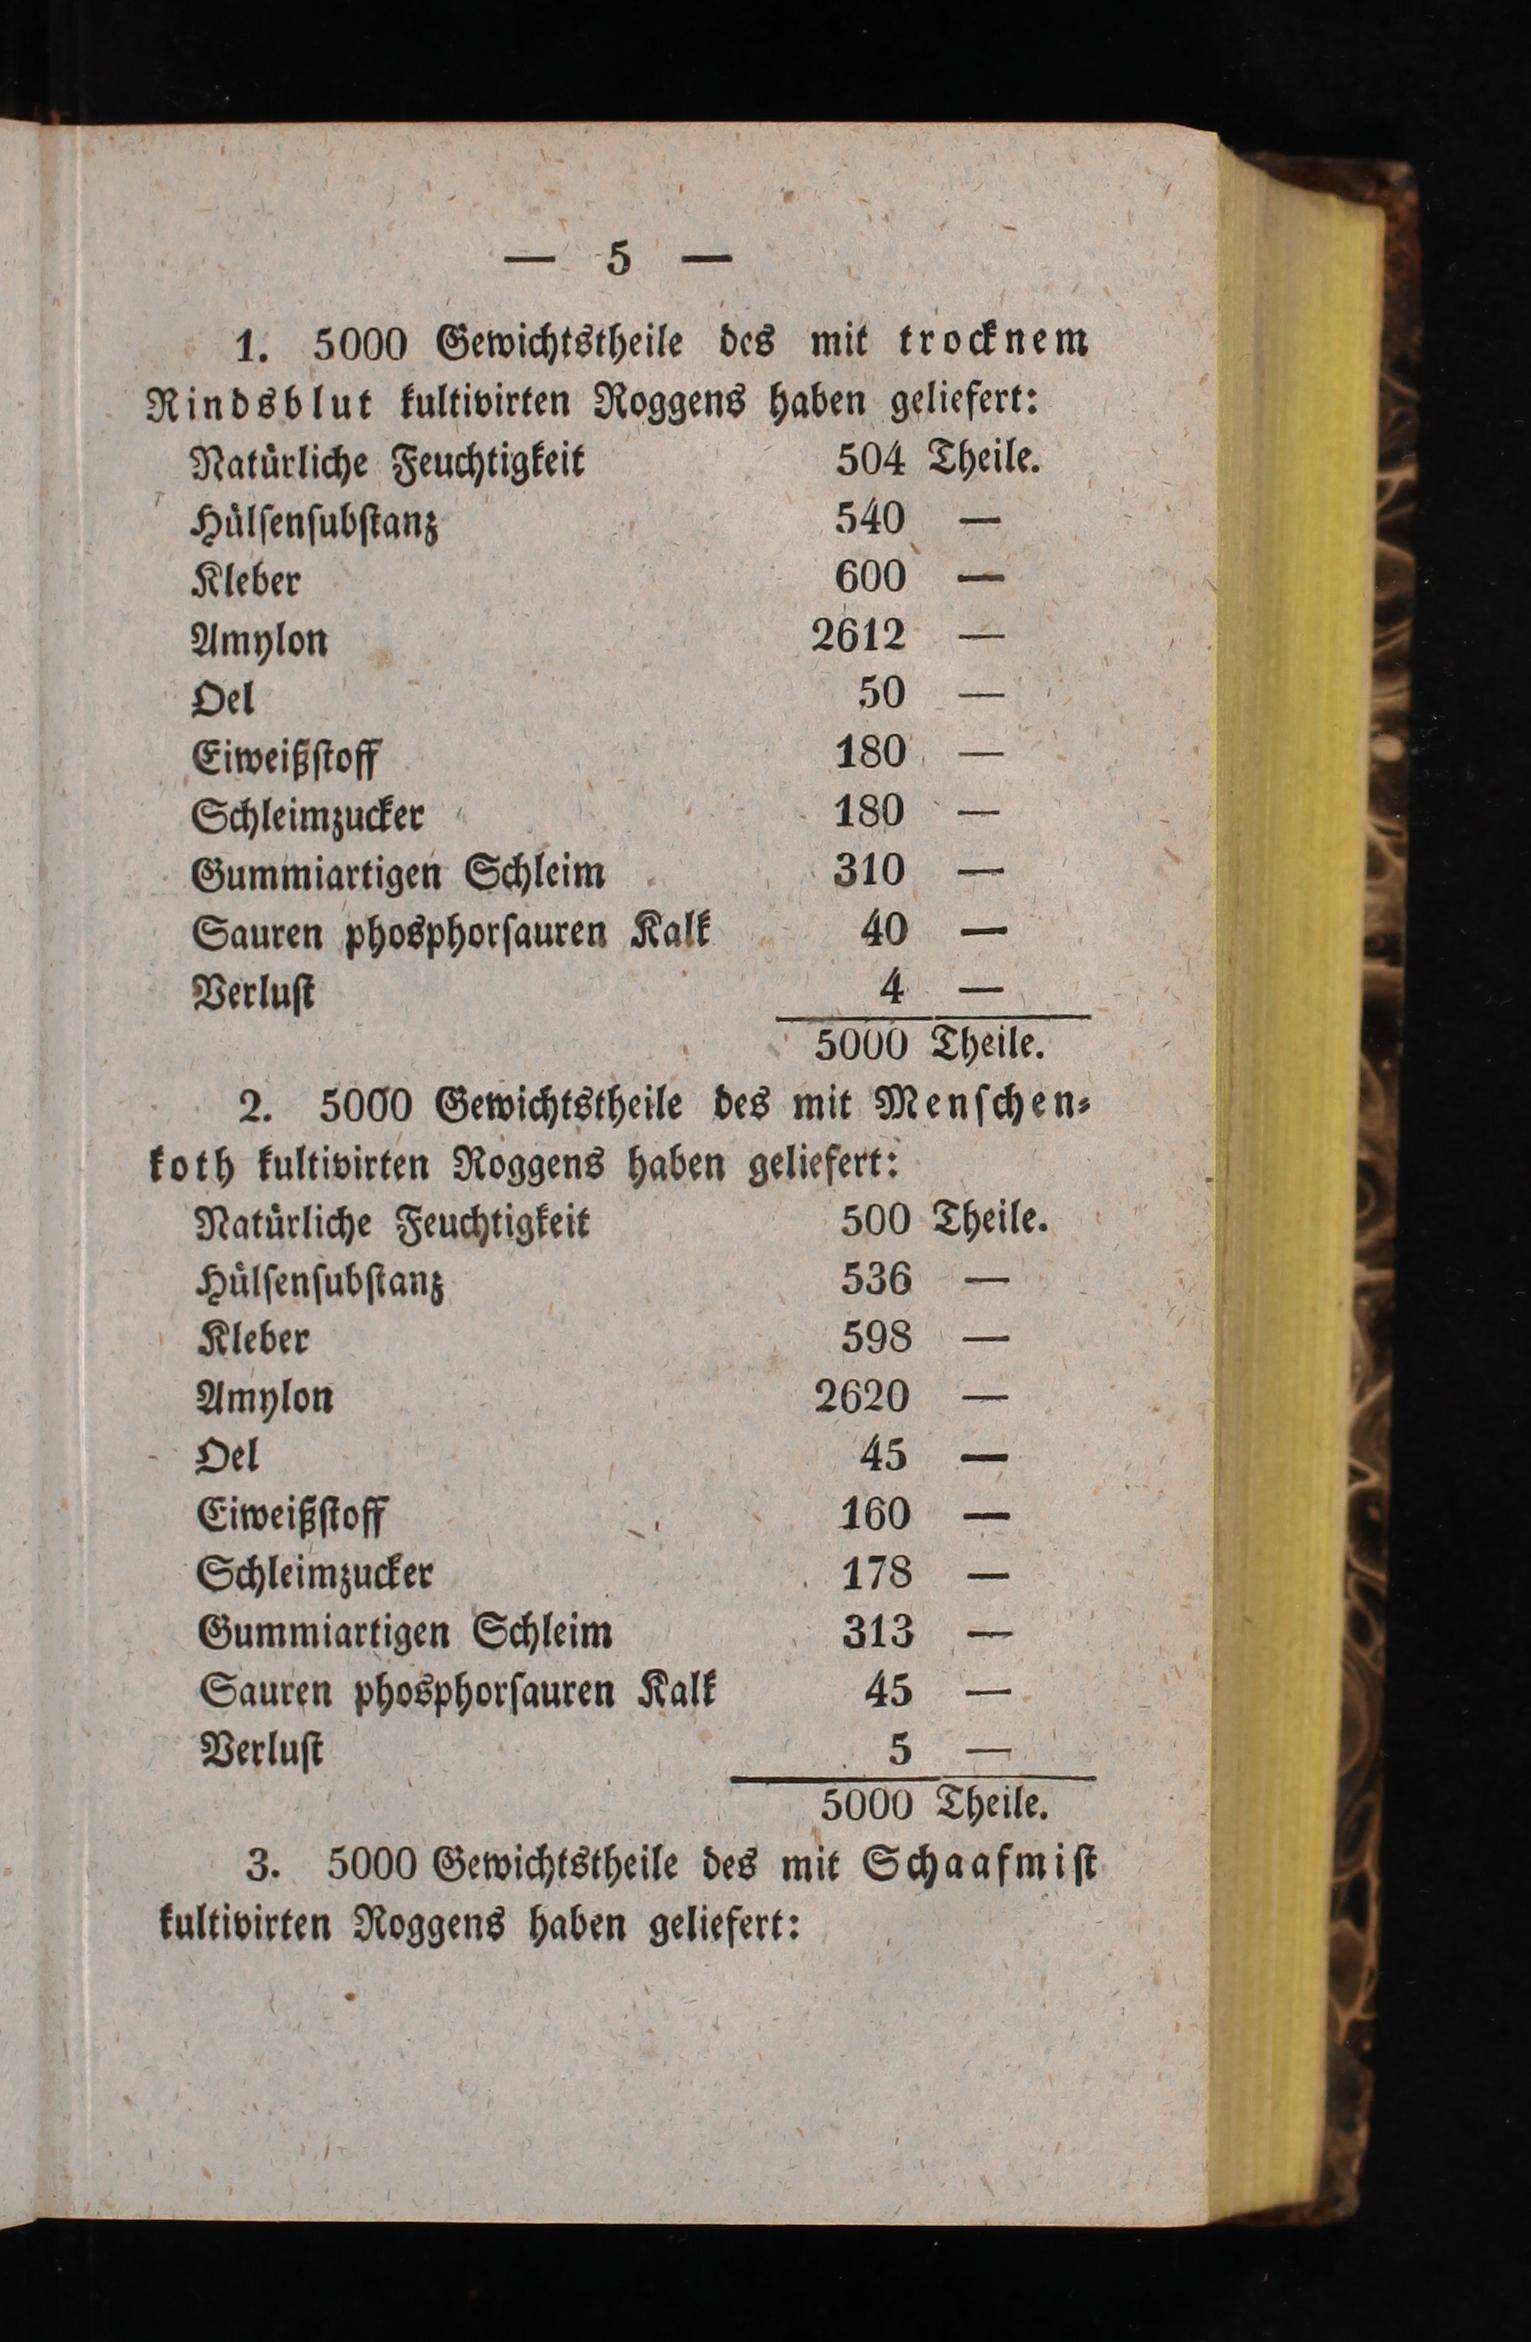 — 5 —
1. 5000 Gewichtstheile des mit trocknem
Rindsblut kultivirten Roggens haben geliefert:
Natürliche Feuchtigkeit 504 Theile.
Hülsensubstanz 540 —
Kleber 600 —
Amylon 2612 —
Oel 50 —
Eiweißstoff 180 —
Schleimzucker 180 —
Gummiartigen Schleim 310 —
Sauren phosphorsauren Kalk 40 —
Verlust 4 —
5000 Theile.
2. 5000 Gewichtstheile des mit Menschen-
koth kultivirten Roggens haben geliefert:
Natürliche Feuchtigkeit 500 Theile.
Hülsensubstanz 536 —
Kleber 598 —
Amylon 2620 —
Oel 45 —
Eiweißstoff 160 —
Schleimzucker 178 —
Gummiartigen Schleim 313 —
Sauren phosphorsauren Kalk 45 —
Verlust 5 —
5000 Theile.
3. 5000 Gewichtstheile des mit Schaafmist
kultivirten Roggens haben geliefert: